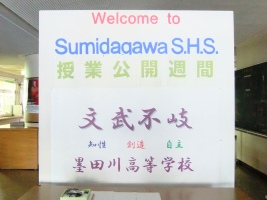 Welcome to
Sumidagawa S.H.S.
授業公開週間
文武不岐
知性 創造 自主
墨田川高等学校